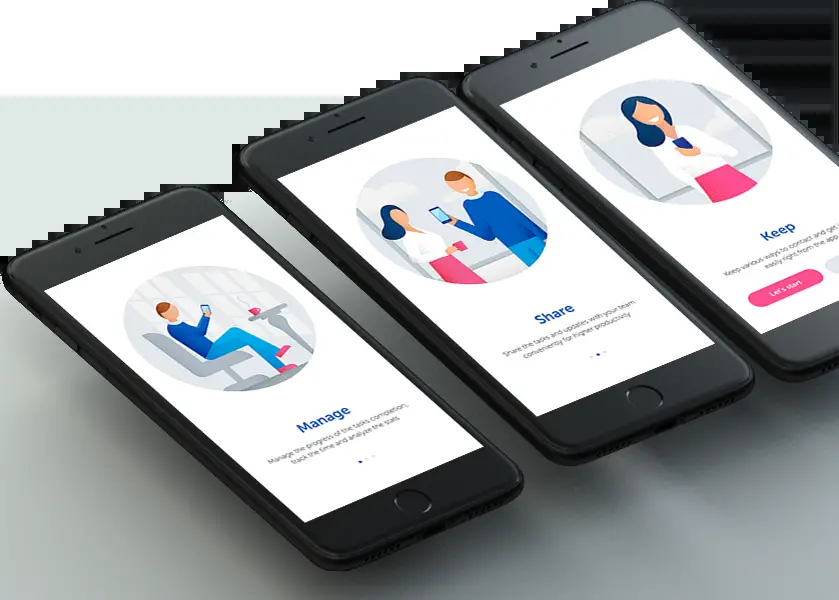 Manage
Manage the progress of the tasks completion,
track the time and analyze the stats
Share
Share the tasks and updates with your team
conveniently for higher productivity
Keep
Keep various ways to contact and get
easily right from the app
Let's start